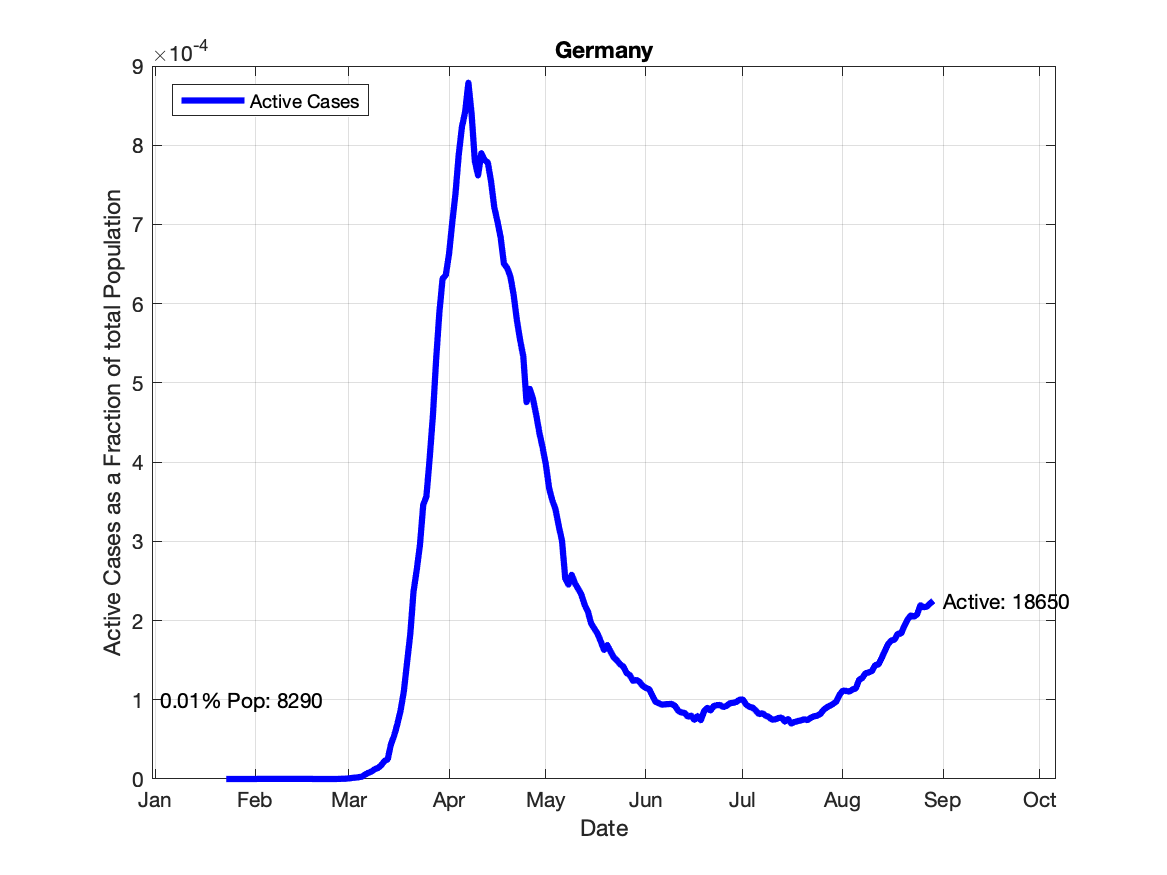 Germany
×10^-4
Active Cases
9
8
7
6
5
4
3
2
1
0
Active Cases as a Fraction of total Population
0.01% Pop: 8290
Active: 18650
Jan Feb Mar Apr May Jun Jul Aug Sep Oct
Date